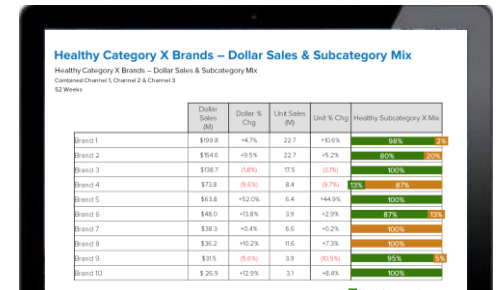 Healthy Category X Brands – Dollar Sales & Subcategory Mix
Healthy Category X Brands – Dollar Sales & Subcategory Mix
Combined Channel 1, Channel 2 & Channel 3
52 Weeks
Dollar Sales (M) Dollar % Chg Unit Sales (M) Unit % Chg Healthy Subcategory X Mix
Brand 1 $199.8 +4.7% 22.7 +10.6% 98% 2%
Brand 2 $154.6 +9.5% 22.7 +5.2% 80% 20%
Brand 3 $138.7 (1.8%) 17.5 (3.1%) 100%
Brand 4 $73.8 (9.6%) 8.4 (9.7%) 13% 87%
Brand 5 $63.8 +52.0% 6.4 +44.9% 100%
Brand 6 $48.0 +13.8% 3.9 +2.9% 87% 13%
Brand 7 $38.3 +0.4% 6.6 +0.2% 100%
Brand 8 $36.2 +10.2% 11.6 +7.3% 100%
Brand 9 $31.5 (5.0%) 3.9 (10.5%) 95% 5%
Brand 10 $ 26.9 +12.9% 3.1 +8.4% 100%